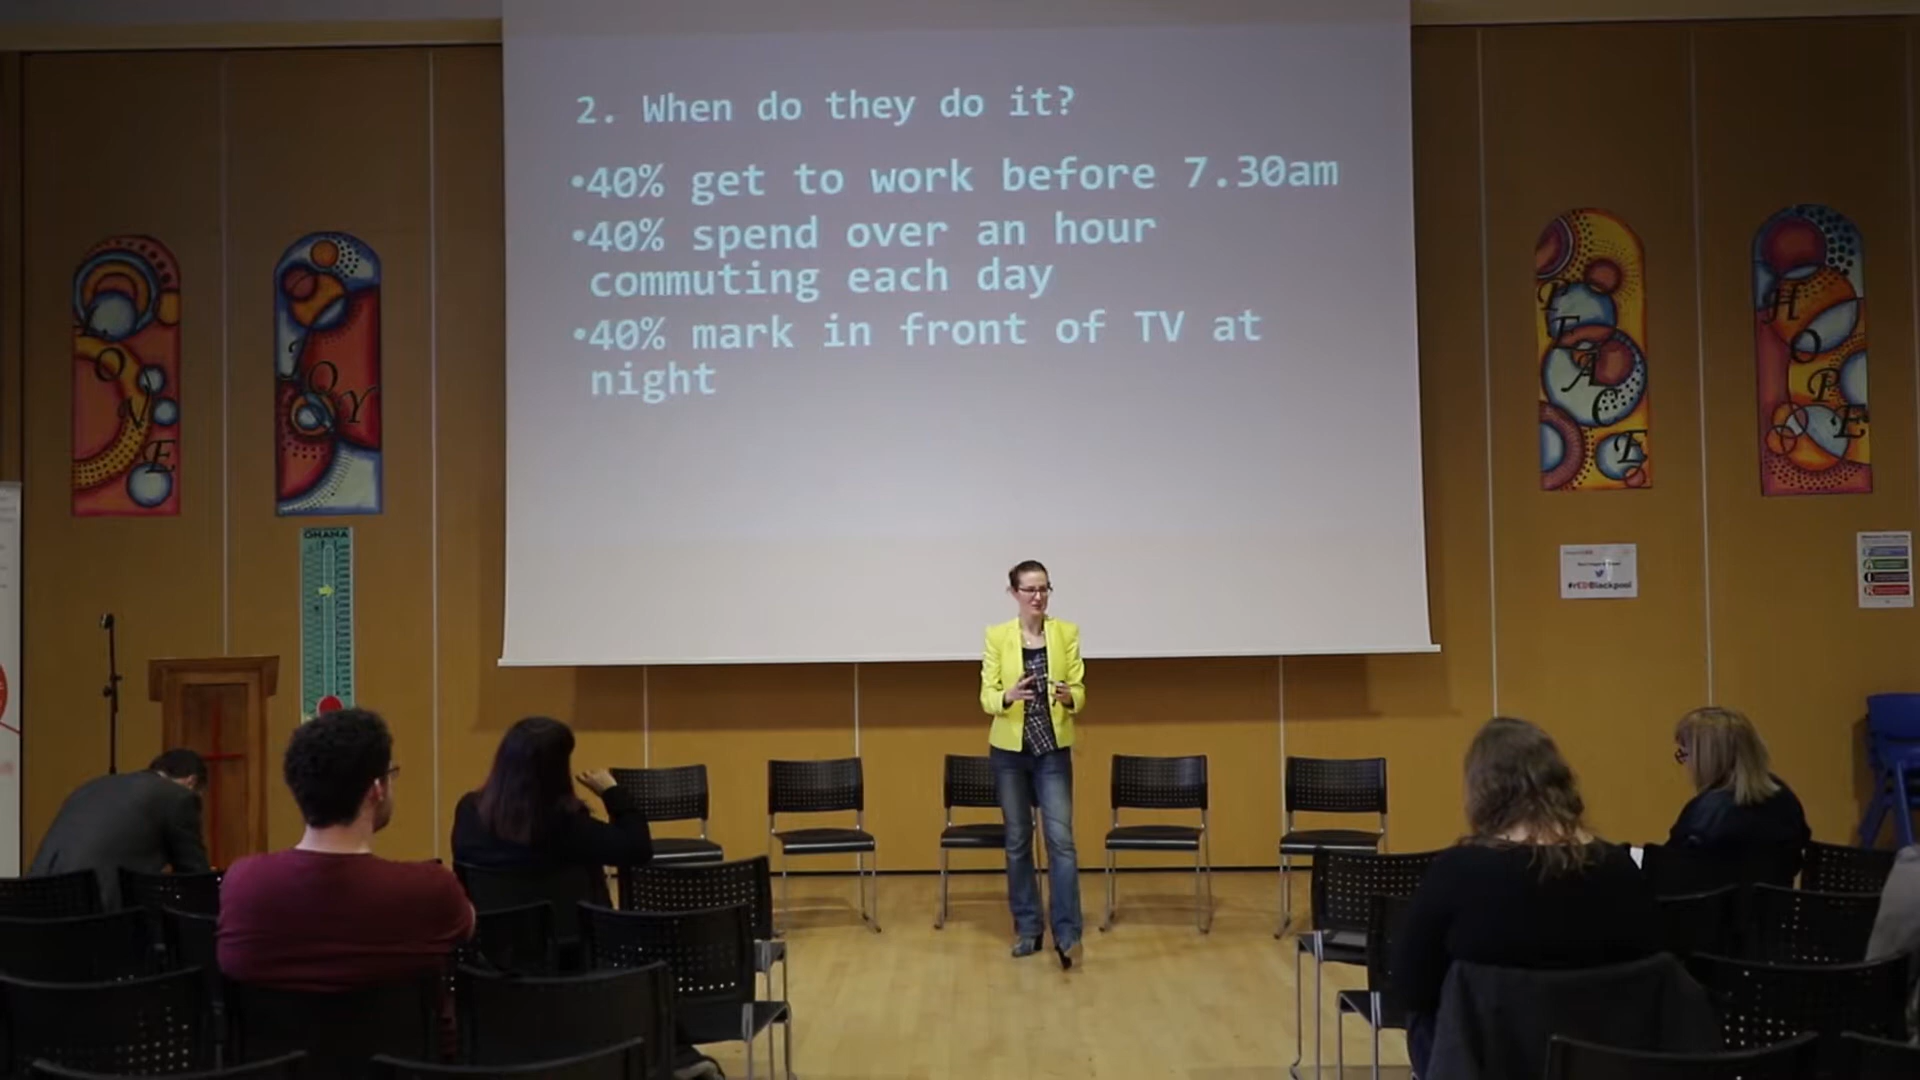 2. When do they do it?
•40% get to work before 7.30am
•40% spend over an hour
commuting each day
•40% mark in front of TV at
night
LOVE
JOY
PEACE
HOPE
OHANA
#rEDBlackpool